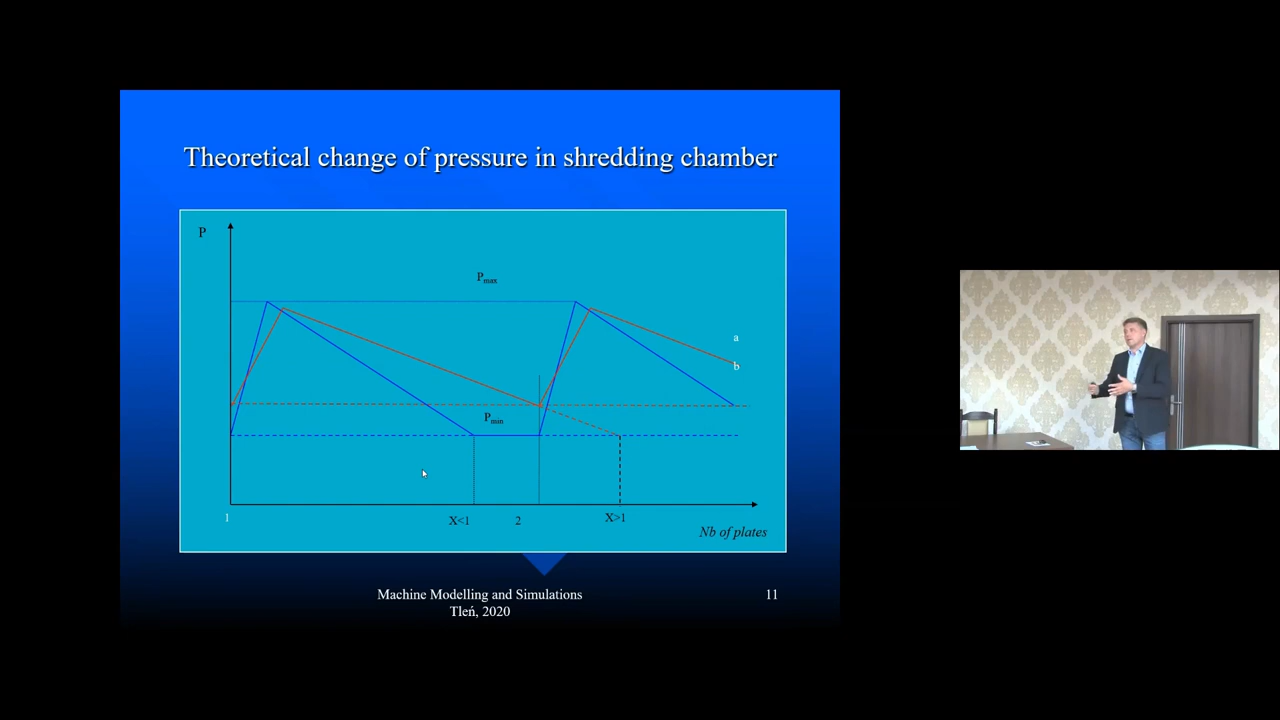 Theoretical change of pressure in shredding chamber
P
Pmax
a
b
Pmin
1
X<1
2
X>1
Nb of plates
Machine Modelling and Simulations
Tleń, 2020
11